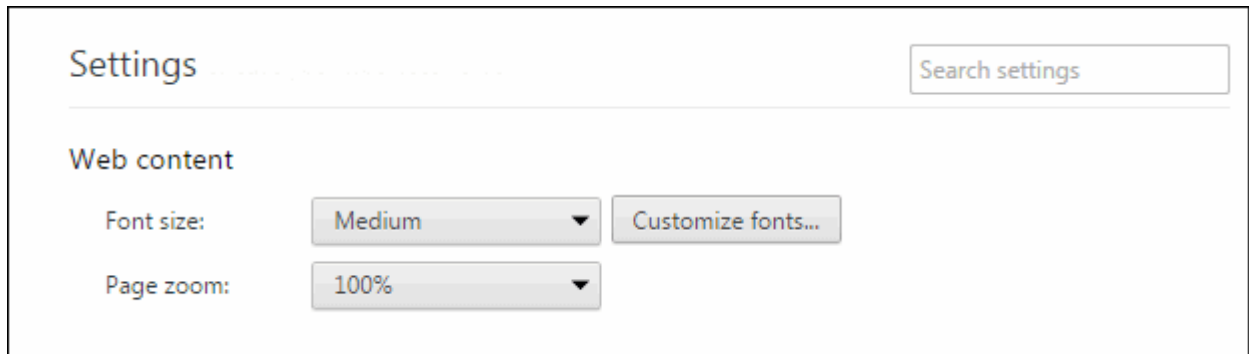 Settings
Search settings
Web content
Font size: Medium Customize fonts...
Page zoom: 100%